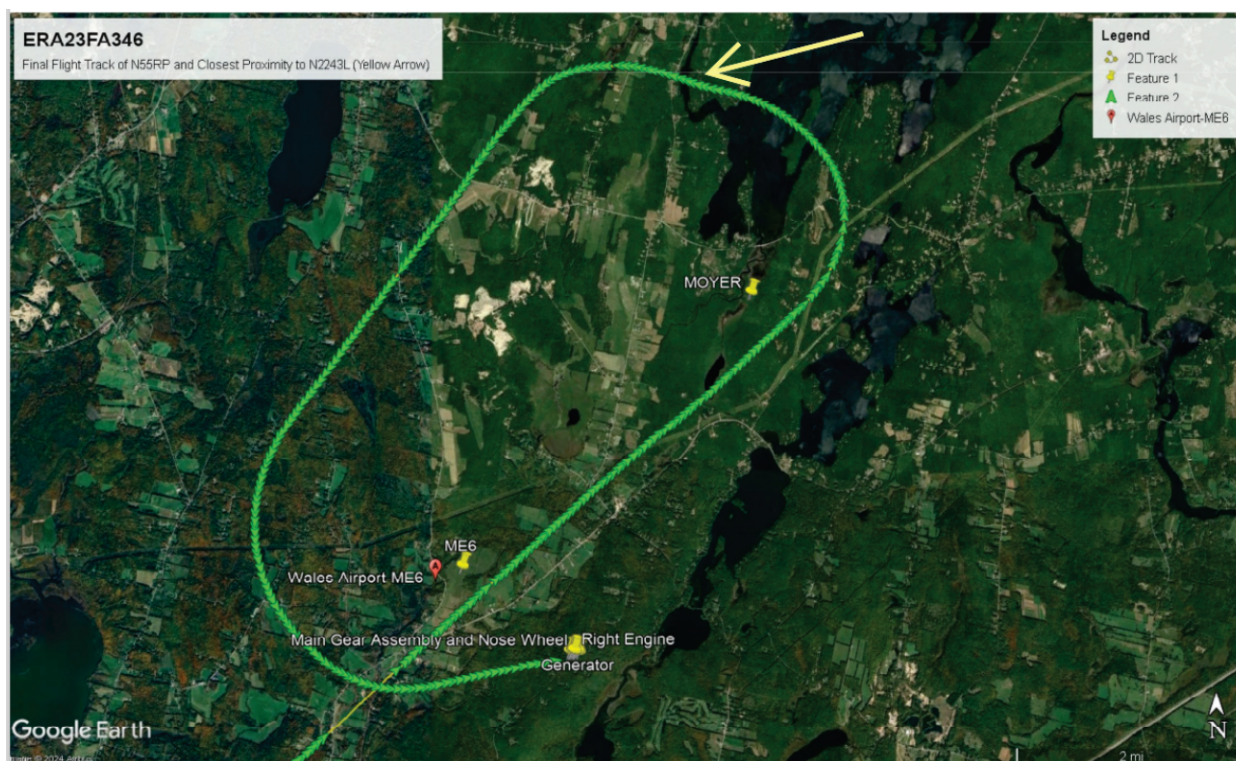 ERA23FA346
Final Flight Track of N55RP and Closest Proximity to N2243L (Yellow Arrow)
Legend
2D Track
Feature 1
Feature 2
Wales Airport-ME6
MOYER
ME6
Wales Airport ME6
A
Main Gear Assembly and Nose Wheel
Right Engine
Generator
Google Earth
© 2024 Airbus
N
2 mi